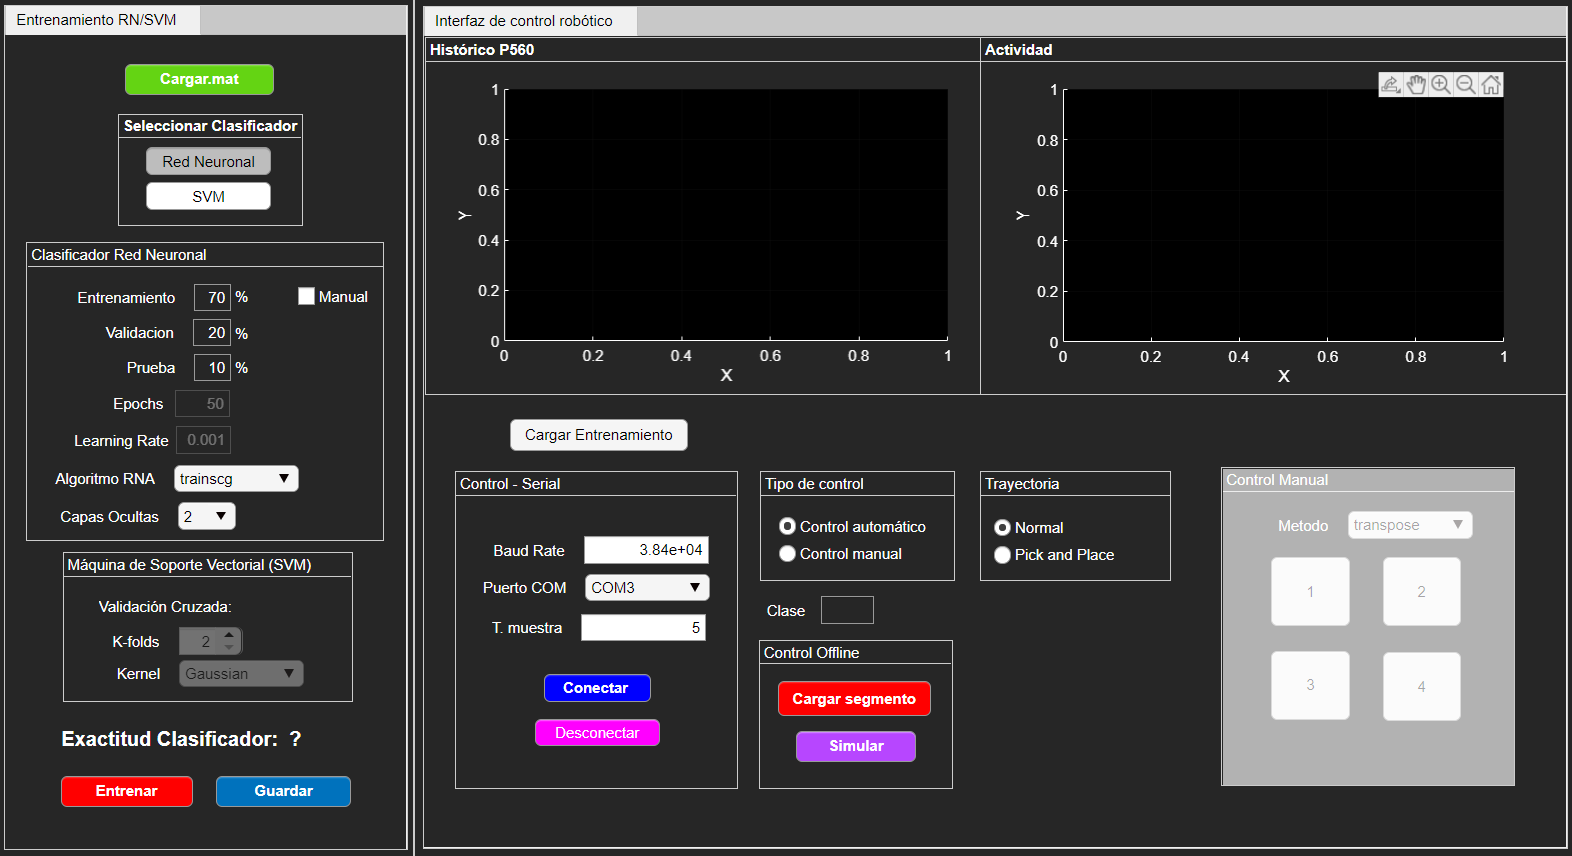 Entrenamiento RN/SVM
Cargar.mat
Seleccionar Clasificador
Red Neuronal
SVM
Clasificador Red Neuronal
Entrenamiento 70 % Manual
Validacion 20 %
Prueba 10 %
Epochs 50
Learning Rate 0.001
Algoritmo RNA trainscg
Capas Ocultas 2
Máquina de Soporte Vectorial (SVM)
Validación Cruzada:
K-folds 2
Kernel Gaussian
Exactitud Clasificador: ?
Entrenar Guardar
Interfaz de control robótico
Histórico P560
1
0.8
0.6
Y
0.4
0.2
0
0 0.2 0.4 0.6 0.8 1
X
Actividad
1
0.8
0.6
Y
0.4
0.2
0
0 0.2 0.4 0.6 0.8 1
X
Cargar Entrenamiento
Control - Serial
Baud Rate 3.84e+04
Puerto COM COM3
T. muestra 5
Conectar
Desconectar
Tipo de control
Control automático
Control manual
Clase
Control Offline
Cargar segmento
Simular
Trayectoria
Normal
Pick and Place
Control Manual
Metodo transpose
1 2
3 4